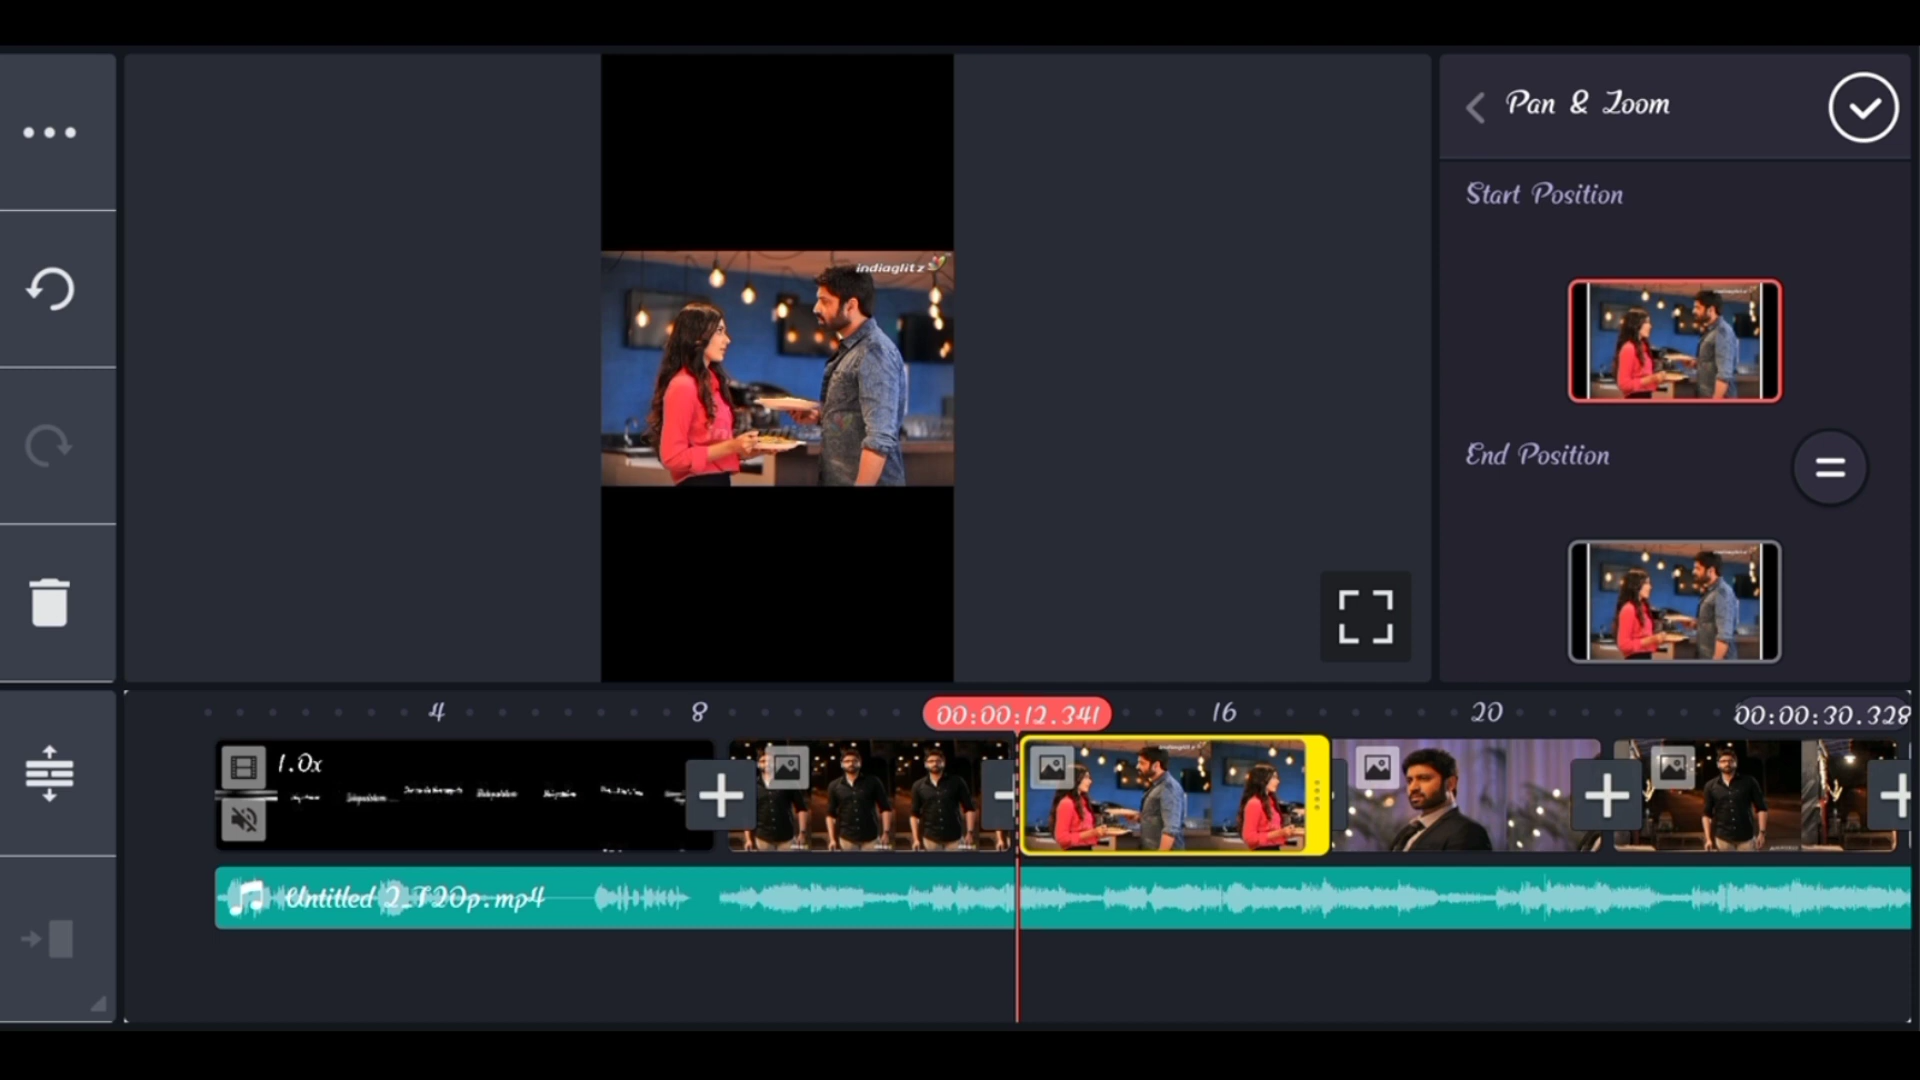 Pan & Zoom
Start Position
indiaglitz
End Position
4
8
00:00:12.341
16
20
00:00:30.328
1.0x
Untitled 2_720p.mp4